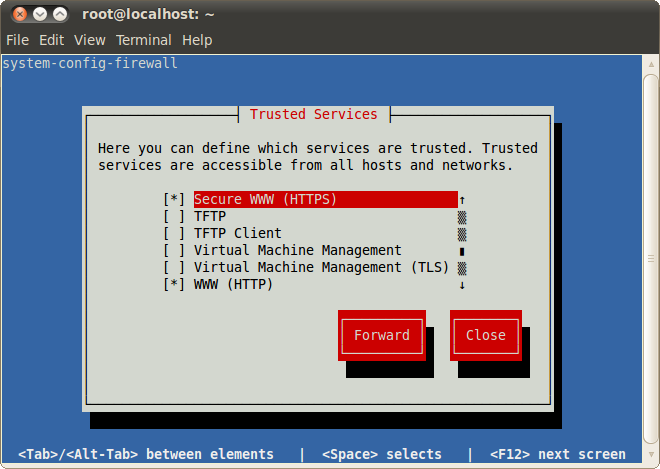 root@localhost: ~
File Edit View Terminal Help
system-config-firewall
Trusted Services
Here you can define which services are trusted. Trusted
services are accessible from all hosts and networks.
[*] Secure WWW (HTTPS) ↑
[ ] TFTP
[ ] TFTP Client
[ ] Virtual Machine Management
[ ] Virtual Machine Management (TLS)
[*] WWW (HTTP) ↓
Forward Close
<Tab>/<Alt-Tab> between elements | <Space> selects | <F12> next screen